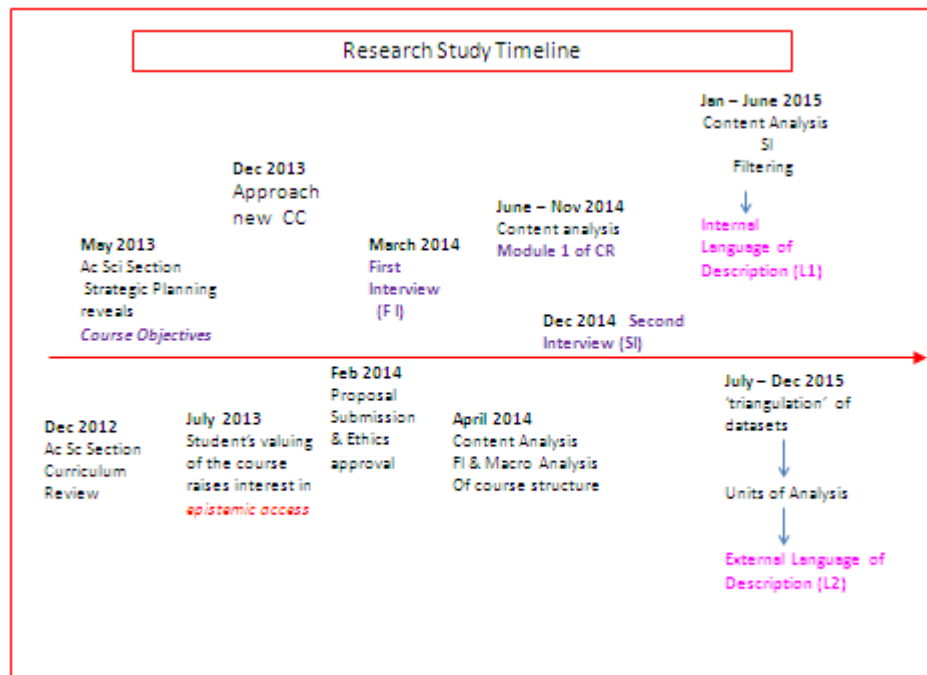 Research Study Timeline
Jan – June 2015
Content Analysis
SI
Filtering
Internal
Language of
Description (L1)
Dec 2013
Approach
new CC
June – Nov 2014
Content analysis
Module 1 of CR
May 2013
Ac Sci Section
Strategic Planning
reveals
Course Objectives
March 2014
First
Interview
(F I)
Dec 2014 Second
Interview (SI)
Dec 2012
Ac Sc Section
Curriculum
Review
July 2013
Student's valuing
of the course
raises interest in
epistemic access
Feb 2014
Proposal
Submission
& Ethics
approval
April 2014
Content Analysis
FI & Macro Analysis
Of course structure
July – Dec 2015
'triangulation' of
datasets
Units of Analysis
External Language of
Description (L2)